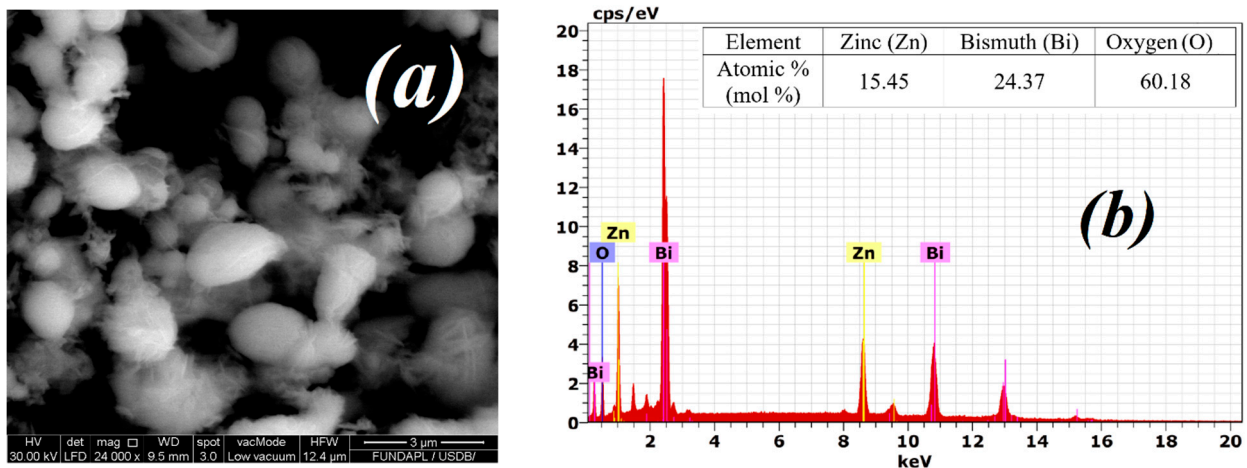 (a)
HV det mag □ WD spot vacMode HFW 3 µm
30.00 kV LFD 24 000 x 9.5 mm 3.0 Low vacuum 12.4 µm FUNDAPL / USDB/
cps/eV
Element Zinc (Zn) Bismuth (Bi) Oxygen (O)
Atomic % (mol %) 15.45 24.37 60.18
20
18
16
14
12
10
8
6
4
2
0
Zn
O
Bi
Zn
Bi
Bi
(b)
2 4 6 8 10 12 14 16 18 20
keV